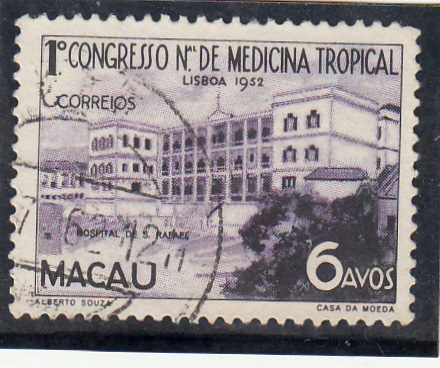 1º CONGRESSO NAL DE MEDICINA TROPICAL
LISBOA 1952
CORREIOS
HOSPITAL DE S. RAFAEL
MACAU
6 AVOS
ALBERTO SOUZA
CASA DA MOEDA